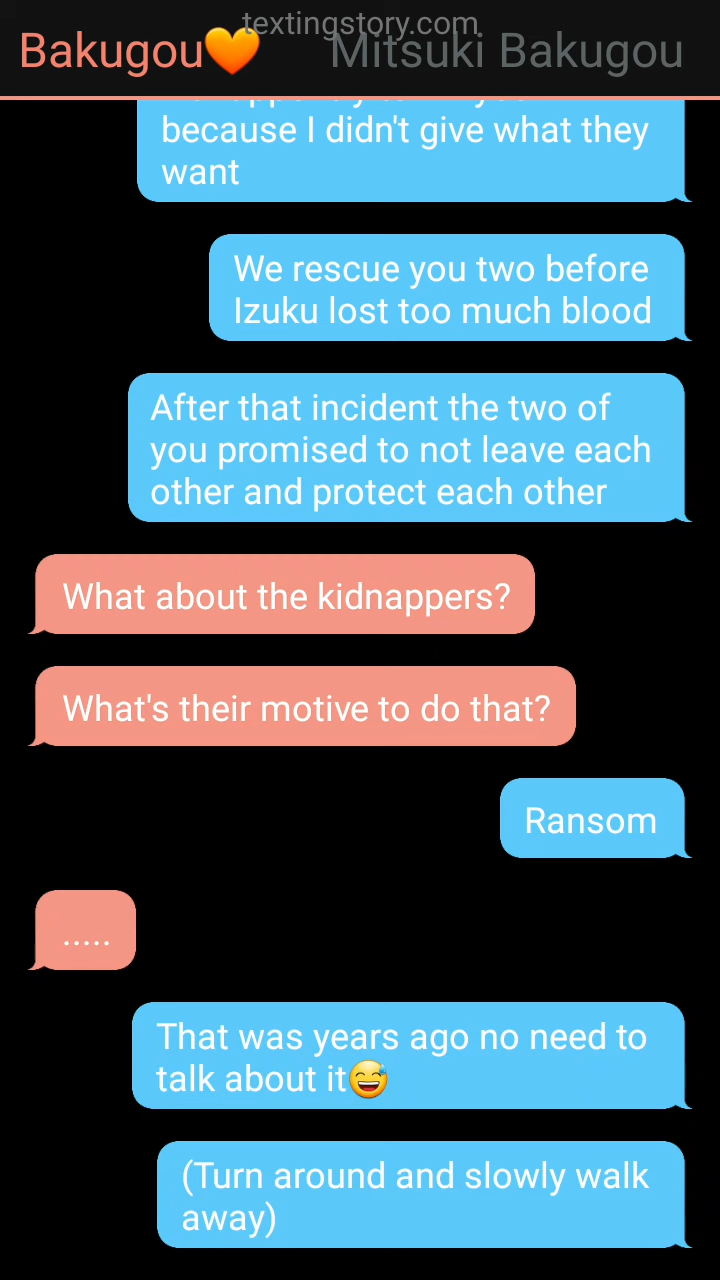 textingstory.com
Bakugou🧡 Mitsuki Bakugou
because I didn't give what they
want
We rescue you two before
Izuku lost too much blood
After that incident the two of
you promised to not leave each
other and protect each other
What about the kidnappers?
What's their motive to do that?
Ransom
.....
That was years ago no need to
talk about it😅
(Turn around and slowly walk
away)